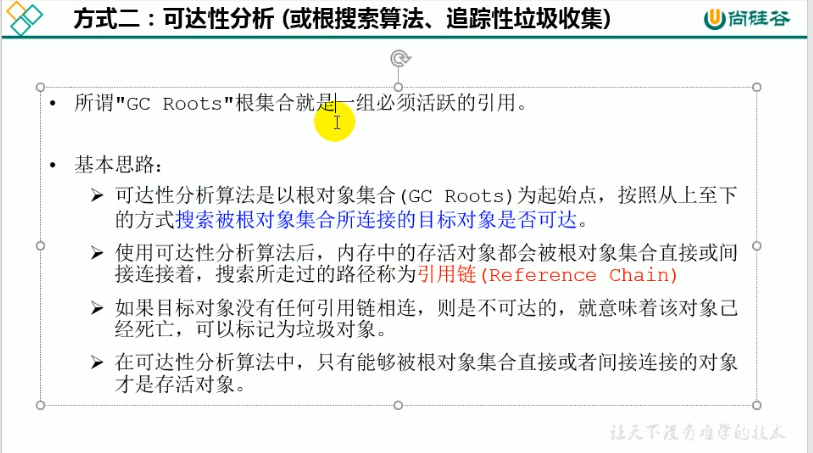 方式二：可达性分析 (或根搜索算法、追踪性垃圾收集)
尚硅谷
• 所谓"GC Roots"根集合就是一组必须活跃的引用。
• 基本思路：
➢ 可达性分析算法是以根对象集合(GC Roots)为起始点，按照从上至下
的方式搜索被根对象集合所连接的目标对象是否可达。
➢ 使用可达性分析算法后，内存中的存活对象都会被根对象集合直接或间
接连接着，搜索所走过的路径称为引用链(Reference Chain)
➢ 如果目标对象没有任何引用链相连，则是不可达的，就意味着该对象己
经死亡，可以标记为垃圾对象。
➢ 在可达性分析算法中，只有能够被根对象集合直接或者间接连接的对象
才是存活对象。
让天下没有难学的技术